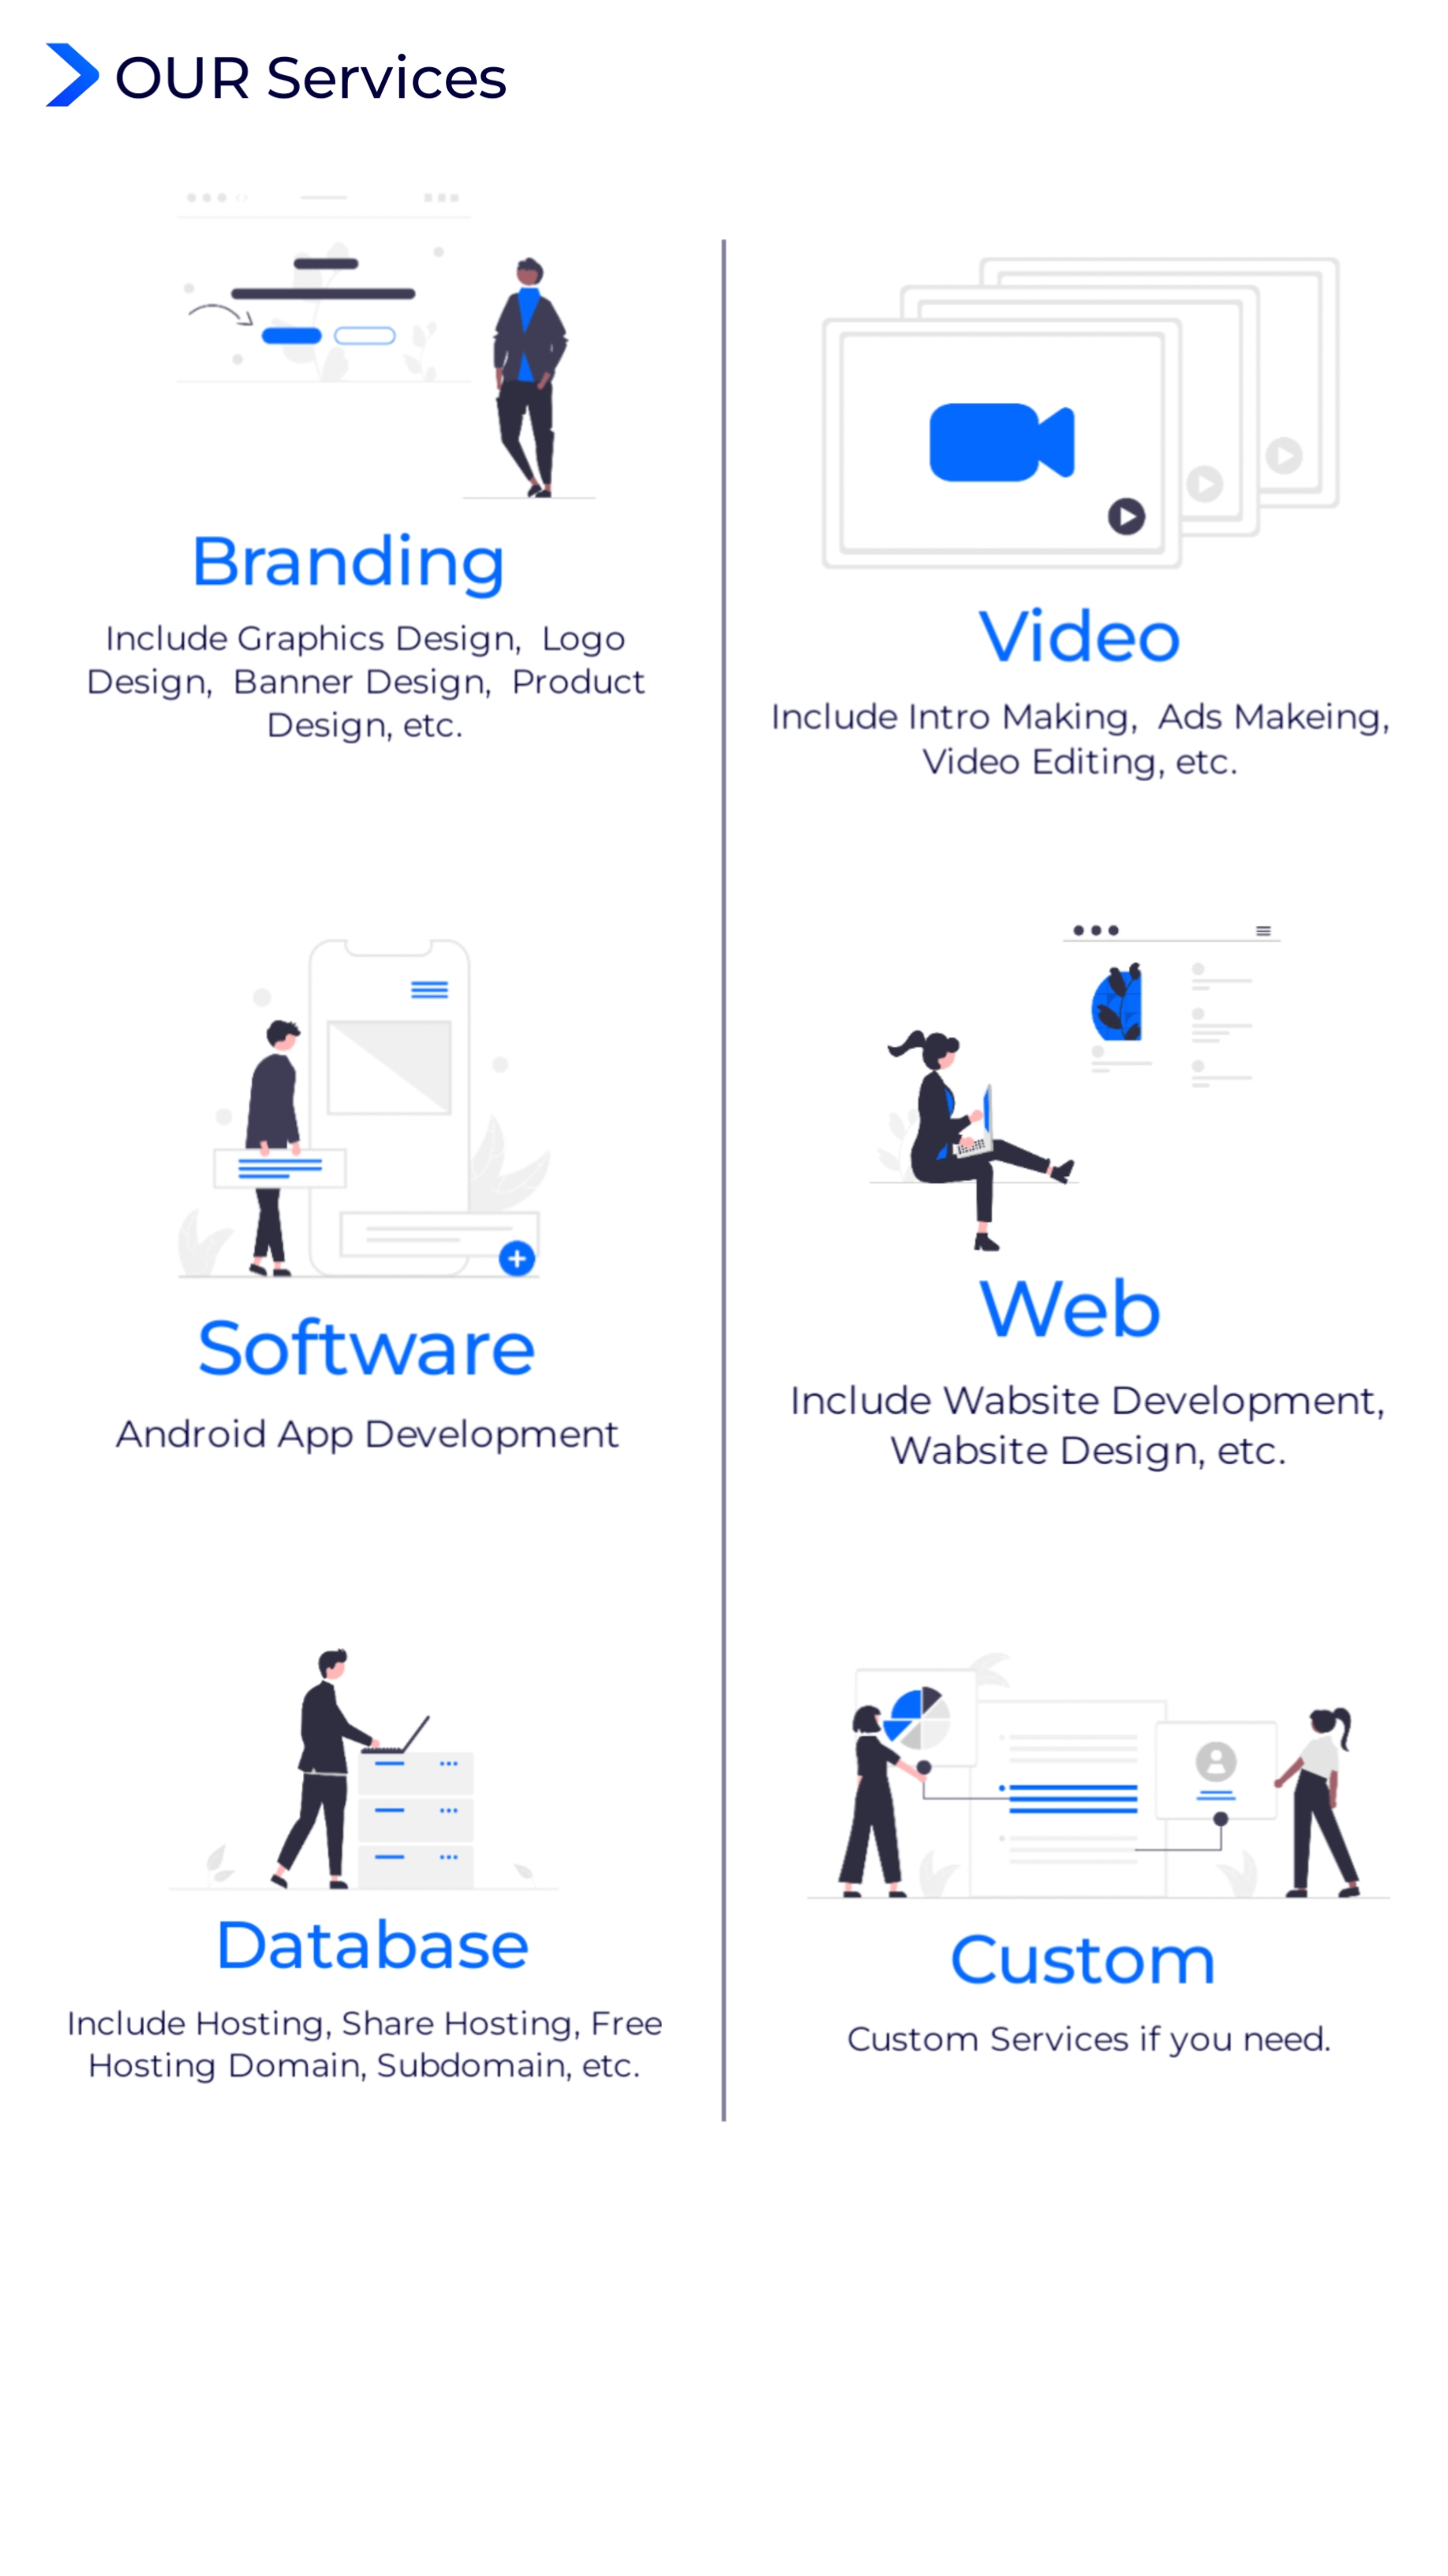 OUR Services
Branding
Include Graphics Design, Logo
Design, Banner Design, Product
Design, etc.
Video
Include Intro Making, Ads Makeing,
Video Editing, etc.
Software
Android App Development
Web
Include Wabsite Development,
Wabsite Design, etc.
Database
Include Hosting, Share Hosting, Free
Hosting Domain, Subdomain, etc.
Custom
Custom Services if you need.